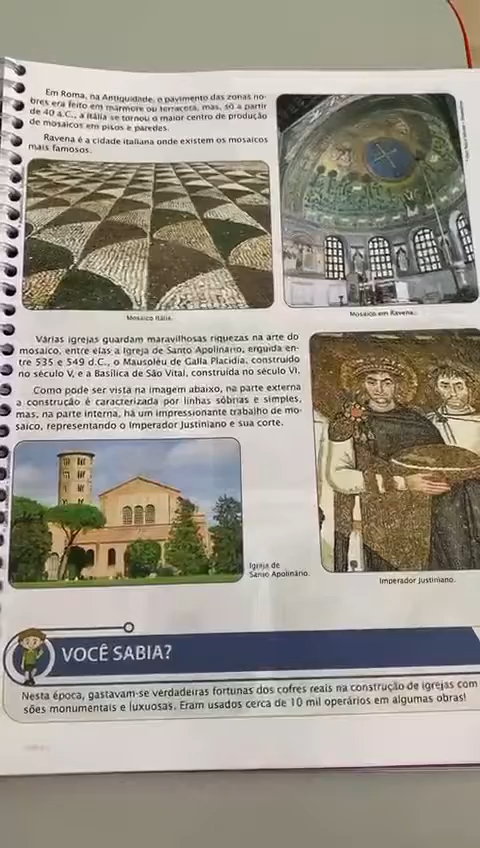 Em Roma, na Antiguidade, o pavimento das zonas no-
bres era feito em mármore ou terracota, mas, só a partir
de 40 a.C., a Itália se tornou o maior centro de produção
de mosaicos em pisos e paredes.
Ravena é a cidade italiana onde existem os mosaicos
mais famosos.
Mosaico Itália.
Mosaico em Ravena.
Várias igrejas guardam maravilhosas riquezas na arte do
mosaico, entre elas a Igreja de Santo Apolinário, erguida en-
tre 535 e 549 d.C., o Mausoléu de Galla Placidia, construído
no século V, e a Basílica de São Vital, construída no século VI.
Como pode ser vista na imagem abaixo, na parte externa
a construção é caracterizada por linhas sóbrias e simples,
mas, na parte interna, há um impressionante trabalho de mo-
saico, representando o Imperador Justiniano e sua corte.
Igreja de
Santo Apolinário.
Imperador Justiniano.
VOCÊ SABIA?
Nesta época, gastavam-se verdadeiras fortunas dos cofres reais na construção de igrejas com
sões monumentais e luxuosas. Eram usados cerca de 10 mil operários em algumas obras!